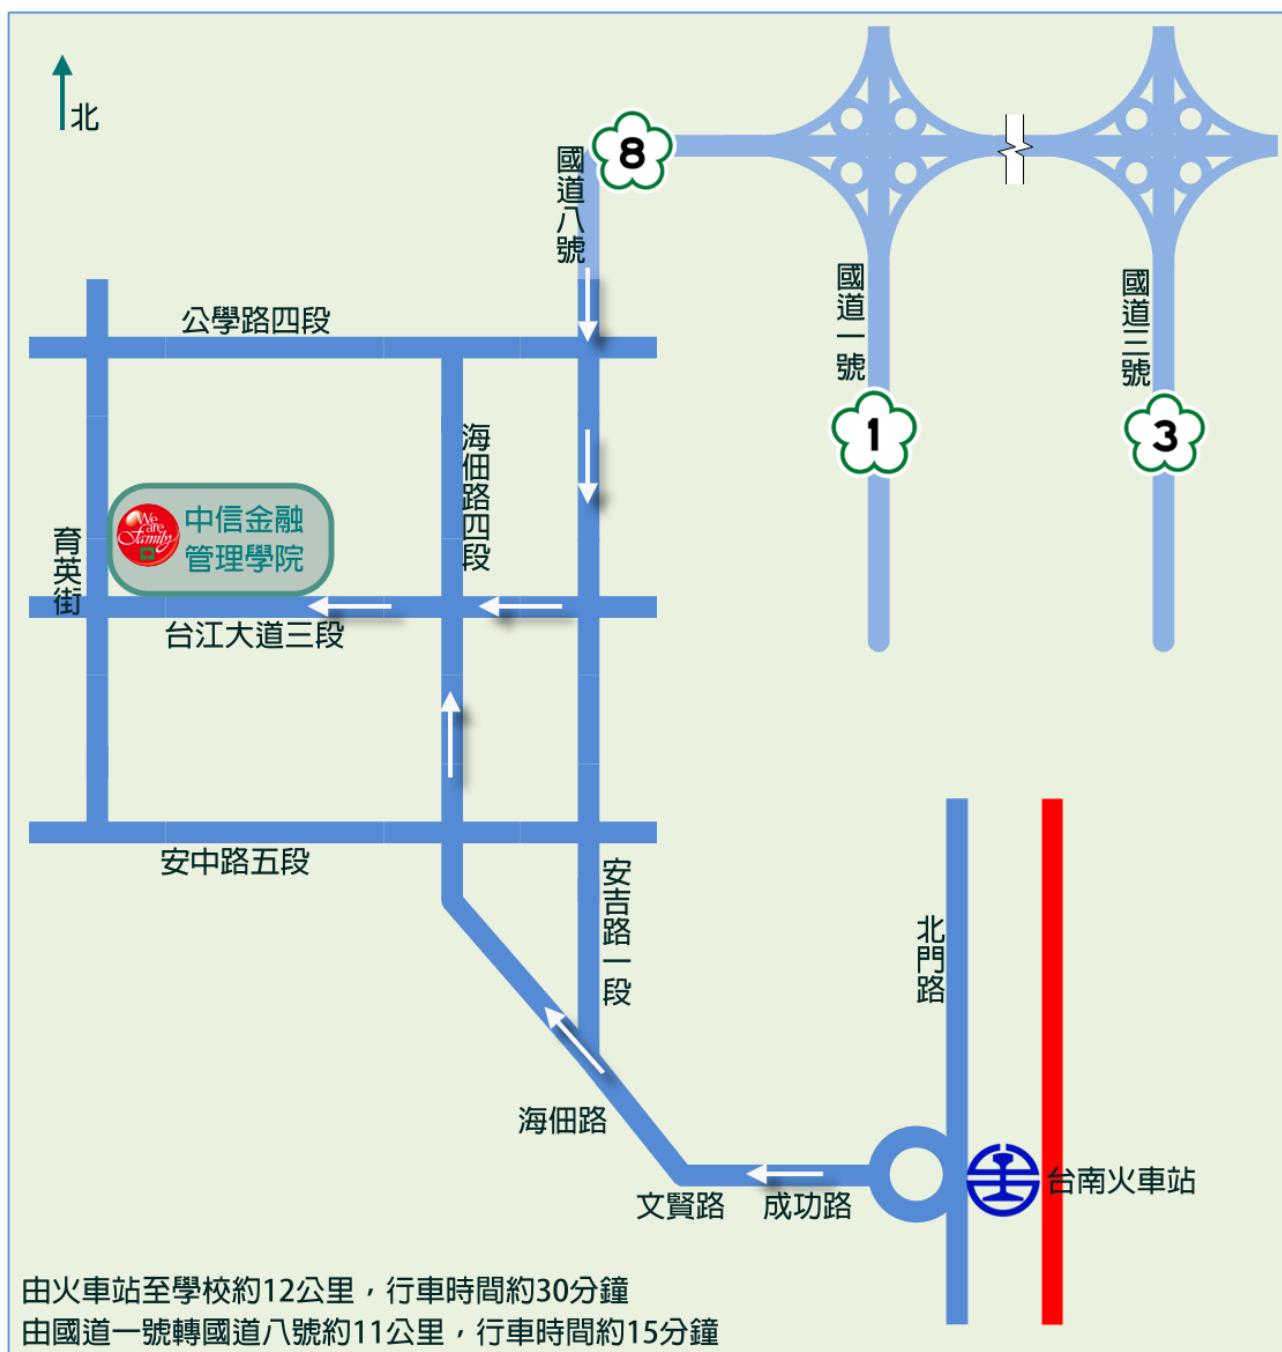 北
8
國道八號
國道一號
國道三號
公學路四段
1
3
海佃路四段
We
are
Family
中信金融
管理學院
育英街
台江大道三段
安中路五段
安吉路一段
北門路
海佃路
台南火車站
文賢路
成功路
由火車站至學校約12公里，行車時間約30分鐘
由國道一號轉國道八號約11公里，行車時間約15分鐘